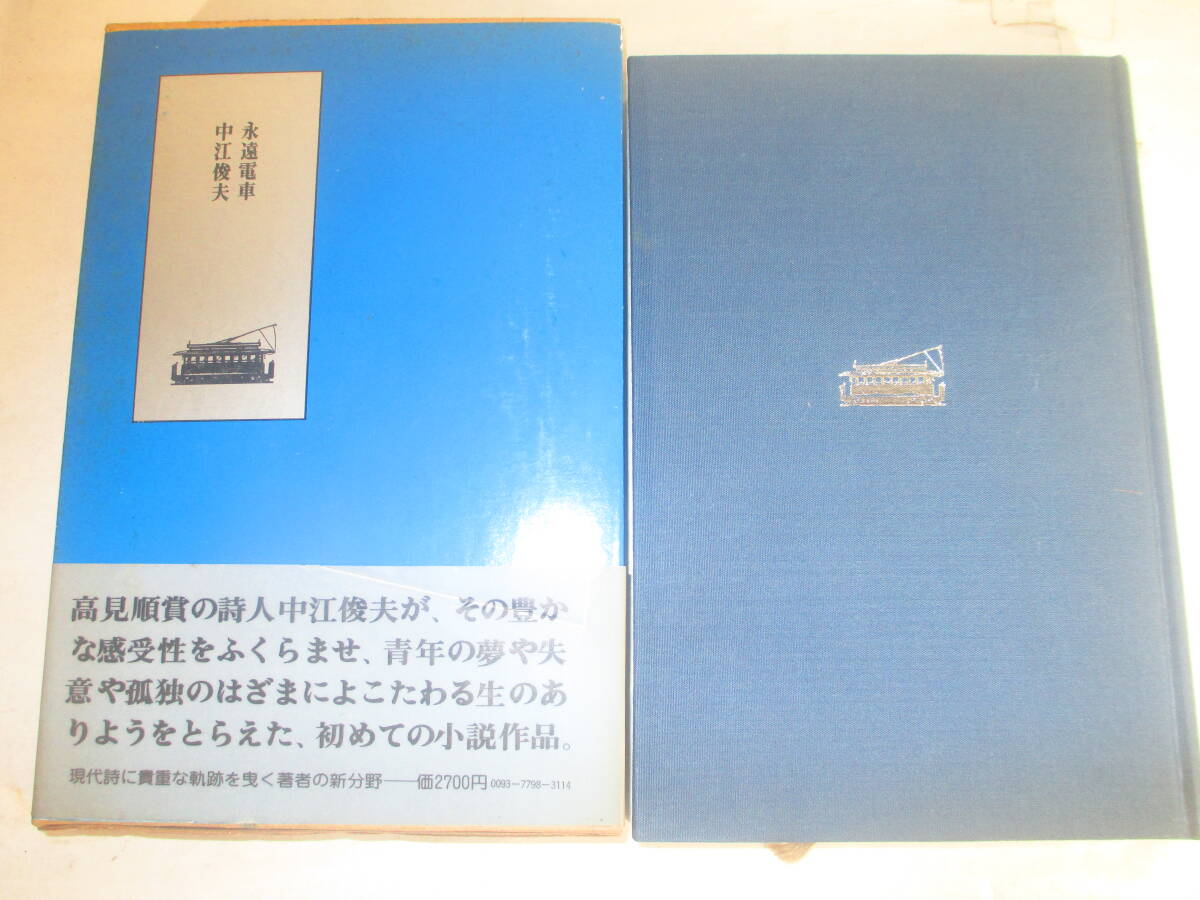 永遠電車
中江俊夫
高見順賞の詩人中江俊夫が、その豊か
な感受性をふくらませ、青年の夢や失
意や孤独のはざまによこたわる生のあ
りようをとらえた、初めての小説作品。
現代詩に貴重な軌跡を曳く著者の新分野――価2700円 0093-7798-3114